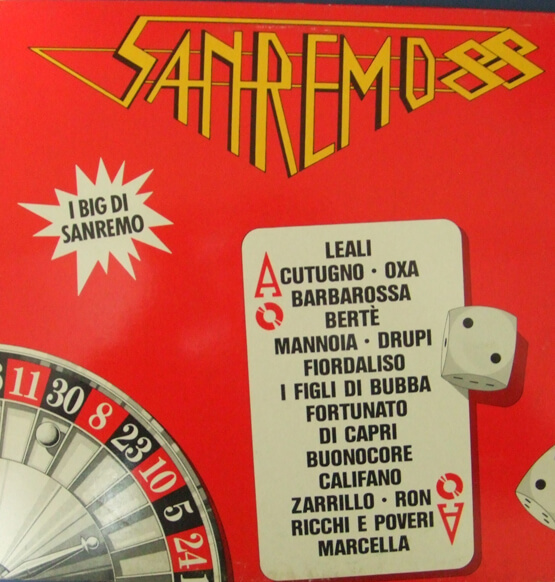 SANREMO 88
I BIG DI
SANREMO
A
LEALI
CUTUGNO • OXA
BARBAROSSA
BERTÈ
MANNOIA • DRUPI
FIORDALISO
I FIGLI DI BUBBA
FORTUNATO
DI CAPRI
BUONOCORE
CALIFANO
ZARRILLO • RON
RICCHI E POVERI
MARCELLA
A
11 30 8 23 10 5 24